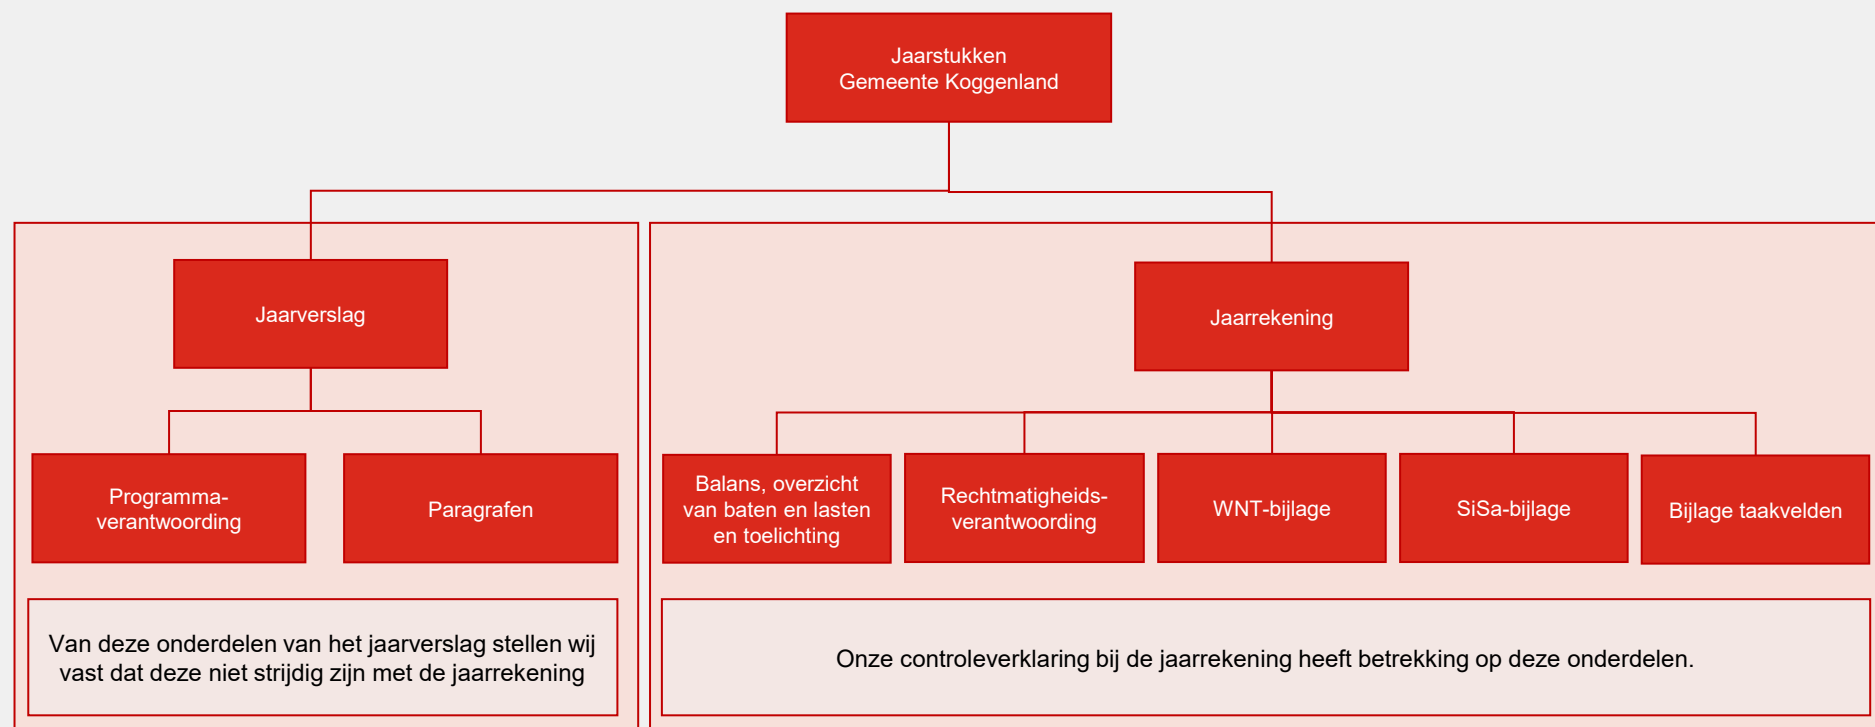 Jaarstukken
Gemeente Koggenland
Jaarverslag
Jaarrekening
Programma-
verantwoording
Paragrafen
Balans, overzicht
van baten en lasten
en toelichting
Rechtmatigheids-
verantwoording
WNT-bijlage
SiSa-bijlage
Bijlage taakvelden
Van deze onderdelen van het jaarverslag stellen wij
vast dat deze niet strijdig zijn met de jaarrekening
Onze controleverklaring bij de jaarrekening heeft betrekking op deze onderdelen.